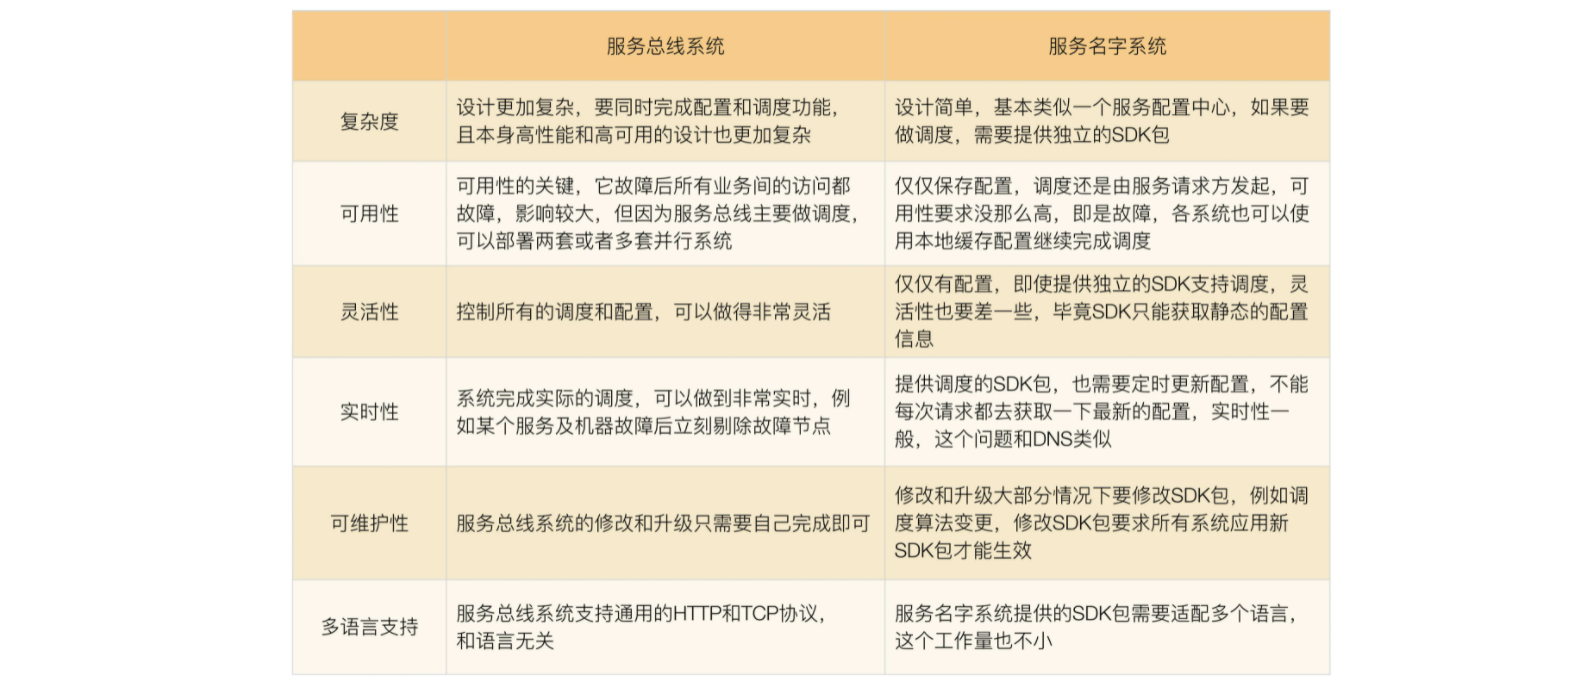 服务总线系统
服务名字系统
复杂度
设计更加复杂，要同时完成配置和调度功能，
且本身高性能和高可用的设计也更加复杂
设计简单，基本类似一个服务配置中心，如果要
做调度，需要提供独立的SDK包
可用性
可用性的关键，它故障后所有业务间的访问都
故障，影响较大，但因为服务总线主要做调度，
可以部署两套或者多套并行系统
仅仅保存配置，调度还是由服务请求方发起，可
用性要求没那么高，即是故障，各系统也可以使
用本地缓存配置继续完成调度
灵活性
控制所有的调度和配置，可以做得非常灵活
仅仅有配置，即使提供独立的SDK支持调度，灵
活性也要差一些，毕竟SDK只能获取静态的配置
信息
实时性
系统完成实际的调度，可以做到非常实时，例
如某个服务及机器故障后立刻剔除故障节点
提供调度的SDK包，也需要定时更新配置，不能
每次请求都去获取一下最新的配置，实时性一
般，这个问题和DNS类似
可维护性
服务总线系统的修改和升级只需要自己完成即可
修改和升级大部分情况下要修改SDK包，例如调
度算法变更，修改SDK包要求所有系统应用新
SDK包才能生效
多语言支持
服务总线系统支持通用的HTTP和TCP协议，
和语言无关
服务名字系统提供的SDK包需要适配多个语言，
这个工作量也不小